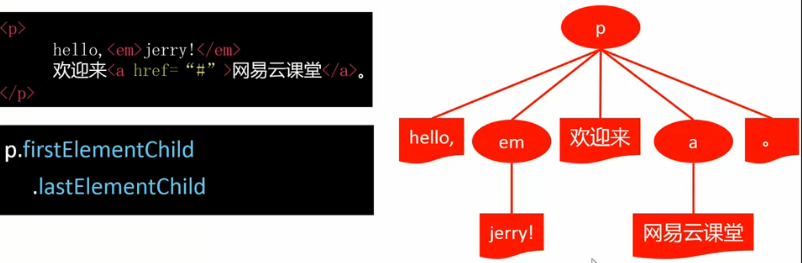 <p>
hello,<em>jerry!</em>
欢迎来<a href=“#”>网易云课堂</a>。
</p>
p.firstElementChild
.lastElementChild
p
hello,
em
欢迎来
a
。
jerry!
网易云课堂